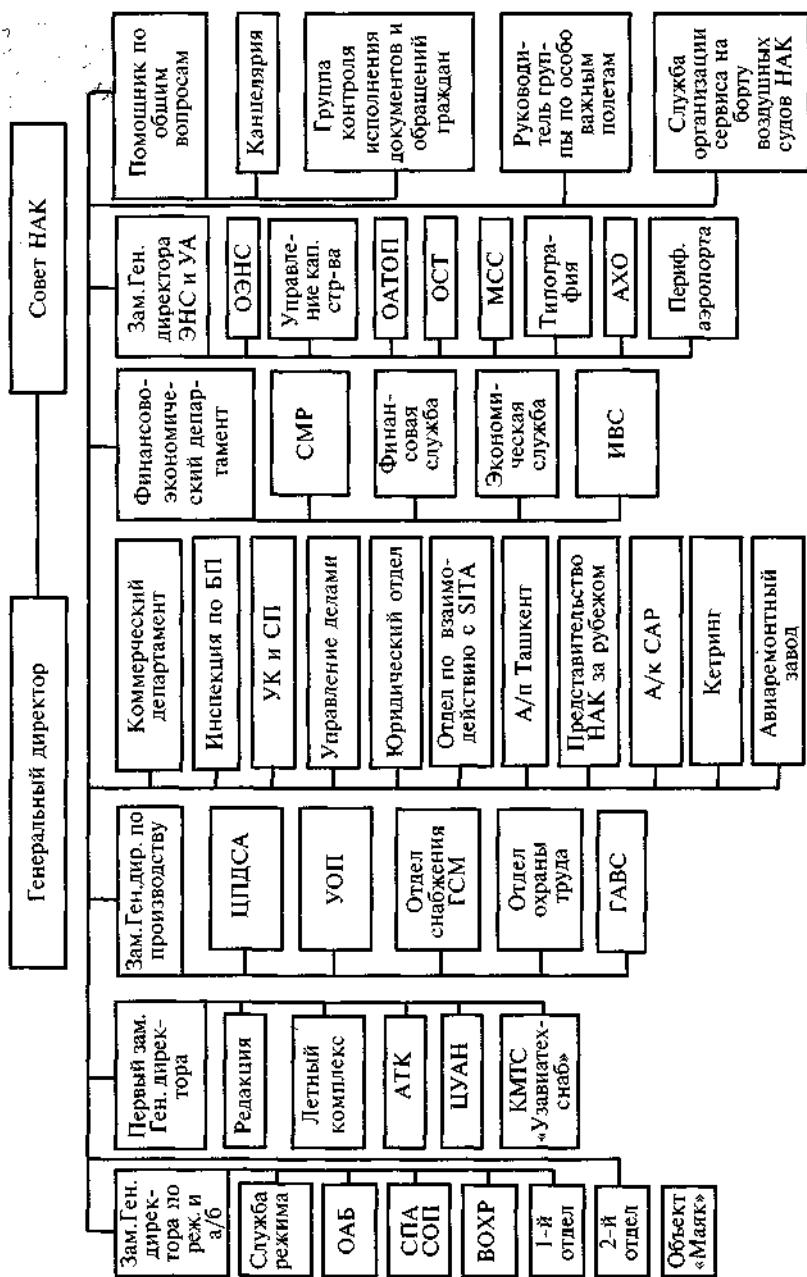 Генеральный директор
Совет НАК
Зам.Ген.
дирек-
тора по
реж. и
а/б
Служба
режима
ОАБ
СПА
СОП
ВОХР
1-й
отдел
2-й
отдел
Объект
«Маяк»
Первый зам.
Ген. дирек-
тора
Редакция
Летный
комплекс
АТК
ЦУАН
КМТС
«Узавиатех-
снаб»
Зам.Ген.дир. по
производству
ЦПДСА
УОП
Отдел
снабжения
ГСМ
Отдел
охраны
труда
ГАВС
Коммерческий
департамент
Инспекция по БП
УК и СП
Управление делами
Юридический отдел
Отдел по взаимо-
действию с SITA
А/п Ташкент
Представительство
НАК за рубежом
А/к САР
Кетринг
Авиаремонтный
завод
Финансово-
экономиче-
ский депар-
тамент
СМР
Финан-
совая
служба
Экономи-
ческая
служба
ИВС
Зам.Ген.
директора
ЭНС и УА
ОЭНС
Управле-
ние кап.
стр-ва
ОАТОП
ОСТ
МСС
Типогра-
фия
АХО
Периф.
аэропорта
Помощник по
общим
вопросам
Канцелярия
Группа
контроля
исполнения
документов и
обращений
граждан
Руководи-
тель груп-
пы по особо
важным
полетам
Служба
организации
сервиса на
борту
воздушных
судов НАК